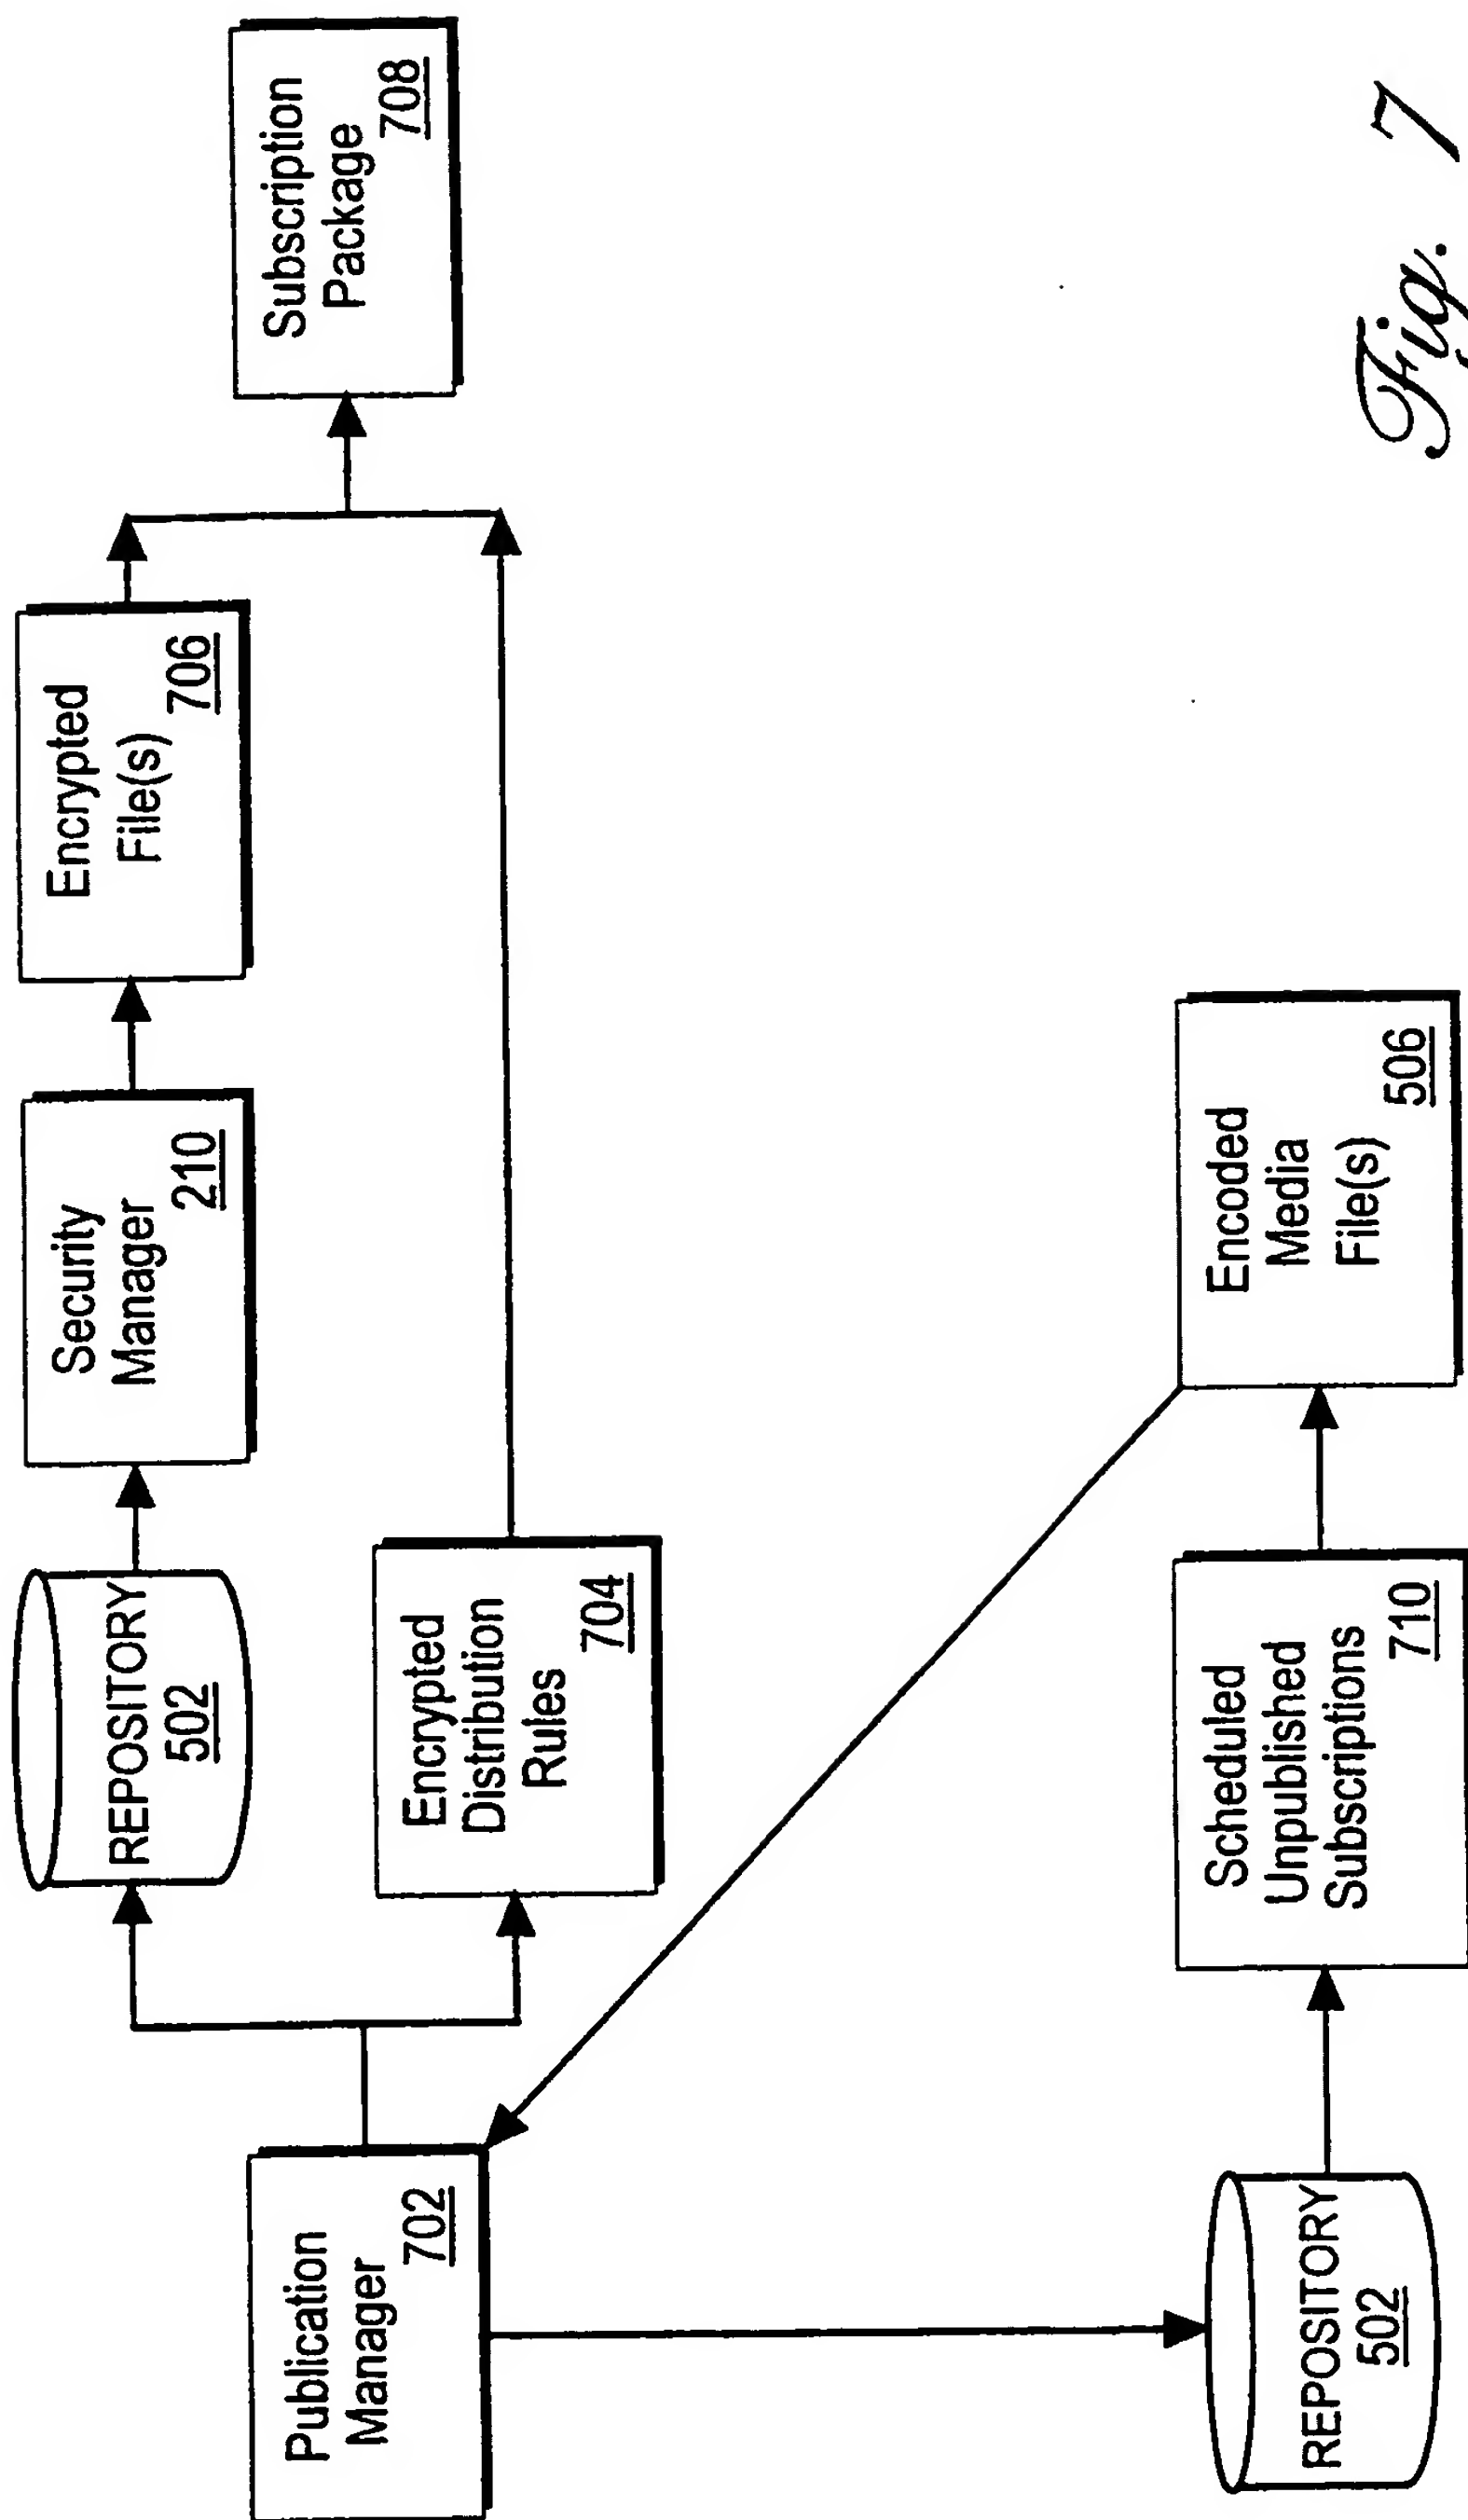 Publication
Manager
702
REPOSITORY
502
Security
Manager
210
Encrypted
File(s)
706
Encrypted
Distribution
Rules
704
Subscription
Package
708
REPOSITORY
502
Scheduled
Unpublished
Subscriptions
710
Encoded
Media
File(s)
506
Fig. 7